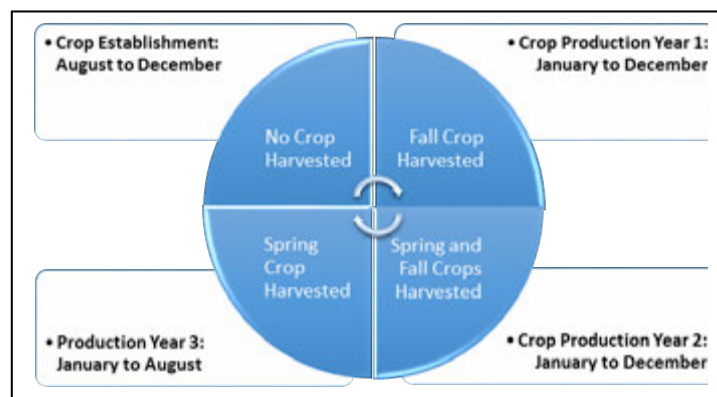 • Crop Establishment:
August to December
• Crop Production Year 1:
January to December
No Crop
Harvested
Fall Crop
Harvested
Spring
Crop
Harvested
Spring and
Fall Crops
Harvested
• Production Year 3:
January to August
• Crop Production Year 2:
January to December